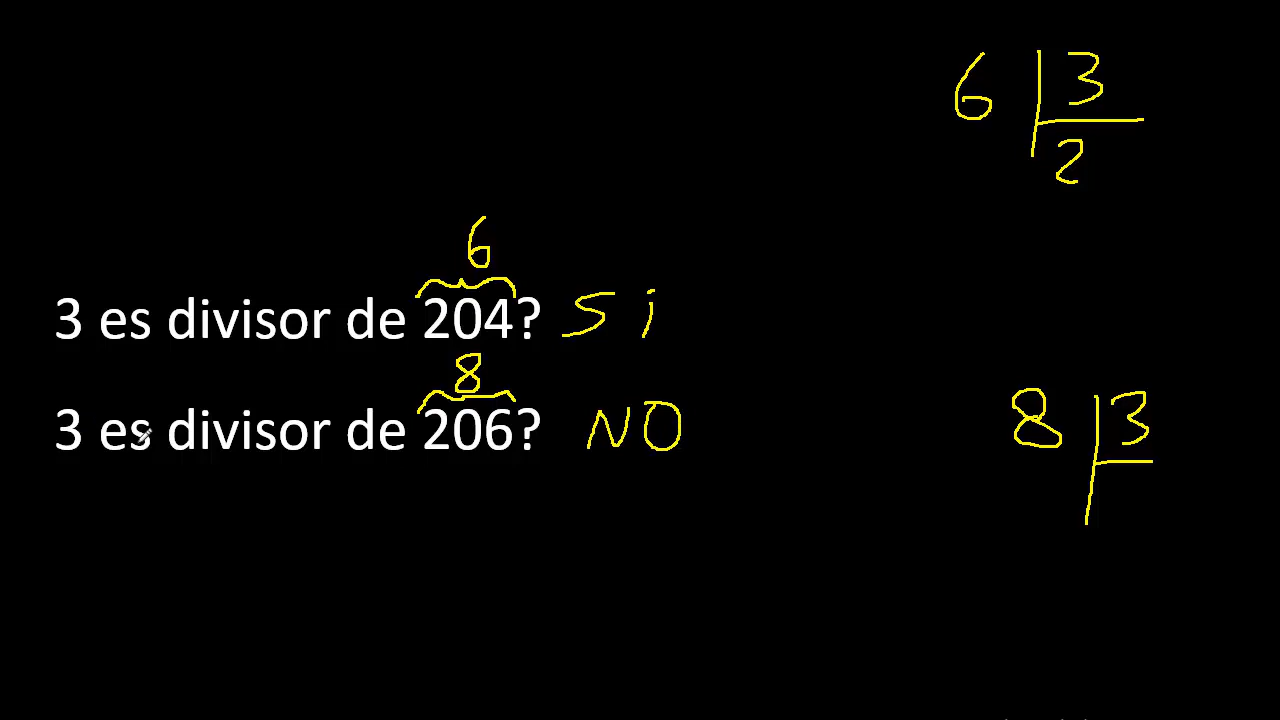 6 3
2
6
3 es divisor de 204? Si
8
3 es divisor de 206? NO
8 3